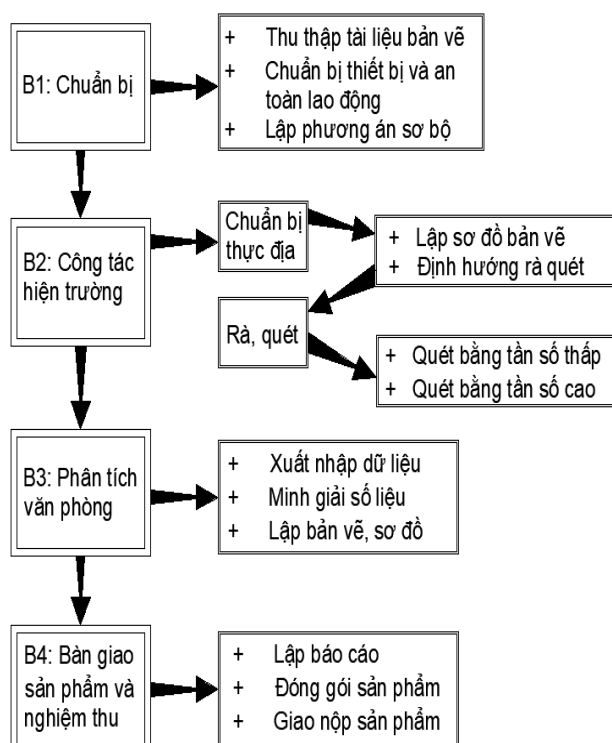 B1: Chuẩn bị
+ Thu thập tài liệu bản vẽ
+ Chuẩn bị thiết bị và an
toàn lao động
+ Lập phương án sơ bộ
B2: Công tác
hiện trường
Chuẩn bị
thực địa
+ Lập sơ đồ bản vẽ
+ Định hướng rà quét
Rà, quét
+ Quét bằng tần số thấp
+ Quét bằng tần số cao
B3: Phân tích
văn phòng
+ Xuất nhập dữ liệu
+ Minh giải số liệu
+ Lập bản vẽ, sơ đồ
B4: Bàn giao
sản phẩm và
nghiệm thu
+ Lập báo cáo
+ Đóng gói sản phẩm
+ Giao nộp sản phẩm